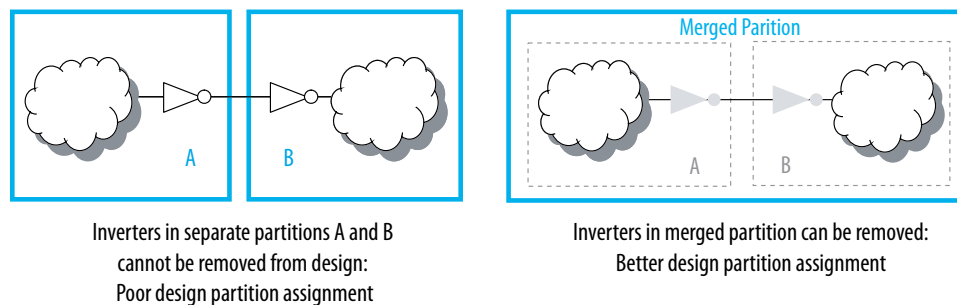 Merged Parition
A
B
A
B
Inverters in separate partitions A and B
cannot be removed from design:
Poor design partition assignment
Inverters in merged partition can be removed:
Better design partition assignment